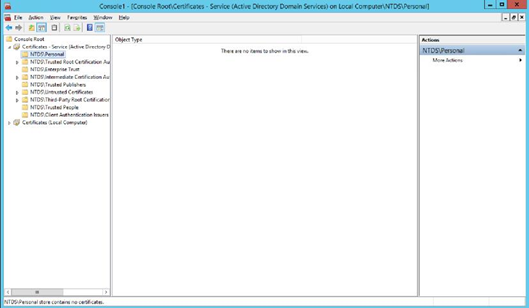 Console1 - [Console Root\Certificates - Service (Active Directory Domain Services) on Local Computer\NTDS\Personal]
File Action View Favorites Window Help
Console Root
Certificates - Service (Active Directory D
NTDS\Personal
NTDS\Trusted Root Certification Au
NTDS\Enterprise Trust
NTDS\Intermediate Certification Au
NTDS\Trusted Publishers
NTDS\Untrusted Certificates
NTDS\Third-Party Root Certification
NTDS\Trusted People
NTDS\Client Authentication Issuers
Certificates (Local Computer)
Object Type
There are no items to show in this view.
Actions
NTDS\Personal
More Actions
NTDS\Personal store contains no certificates.